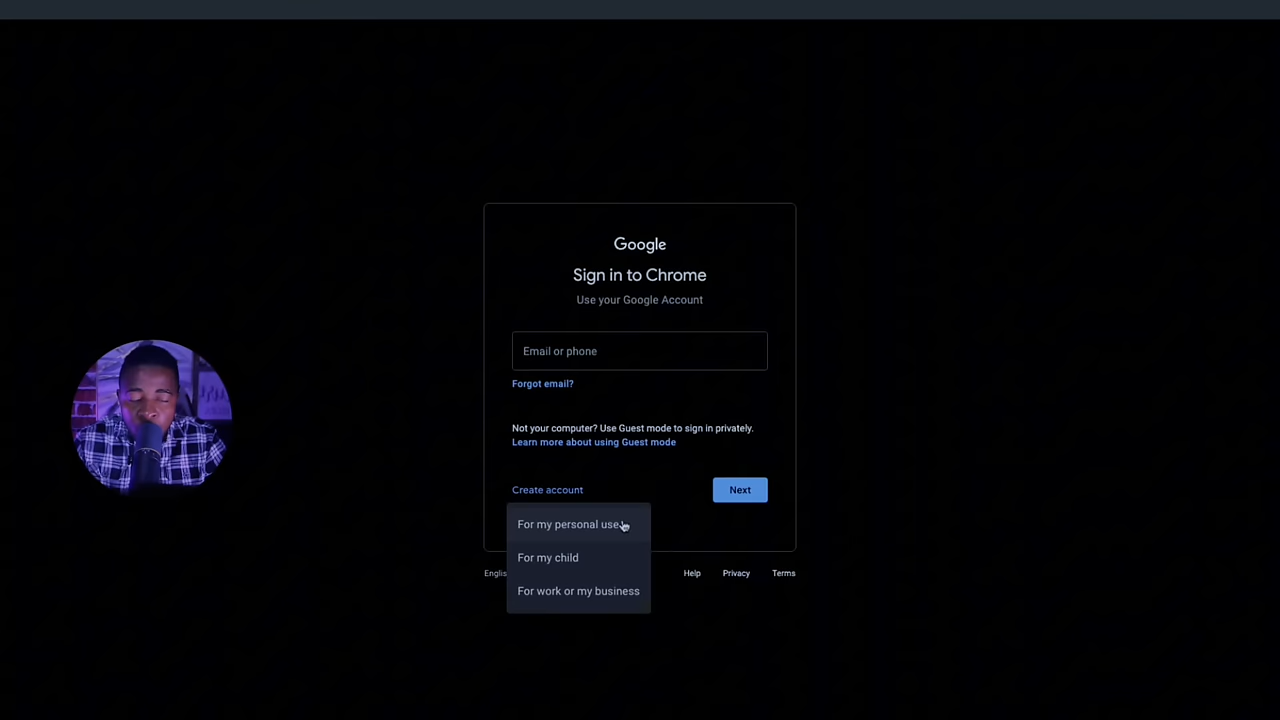 Google
Sign in to Chrome
Use your Google Account
Email or phone
Forgot email?
Not your computer? Use Guest mode to sign in privately.
Learn more about using Guest mode
Create account
Next
For my personal use
For my child
Englis
Help
Privacy
Terms
For work or my business